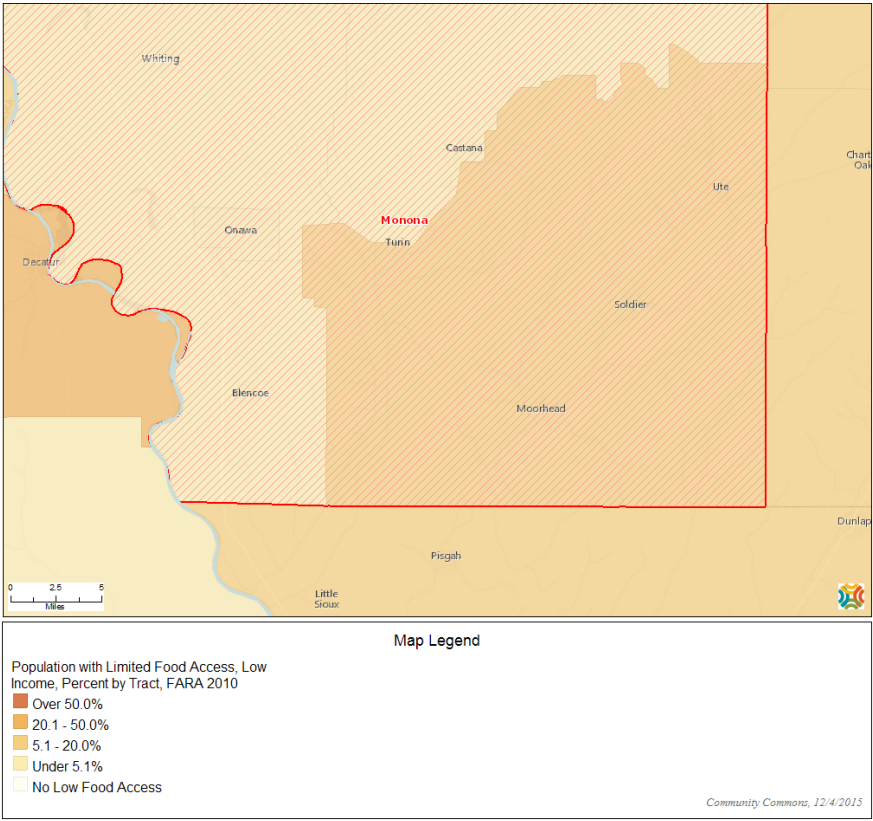 Whiting
Castana
Chart
Oak
Ute
Monona
Onawa
Turin
Decatur
Soldier
Blencoe
Moorhead
Dunlap
Pisgah
0 2.5 5
Miles
Little
Sioux
Map Legend
Population with Limited Food Access, Low
Income, Percent by Tract, FARA 2010
Over 50.0%
20.1 - 50.0%
5.1 - 20.0%
Under 5.1%
No Low Food Access
Community Commons, 12/4/2015